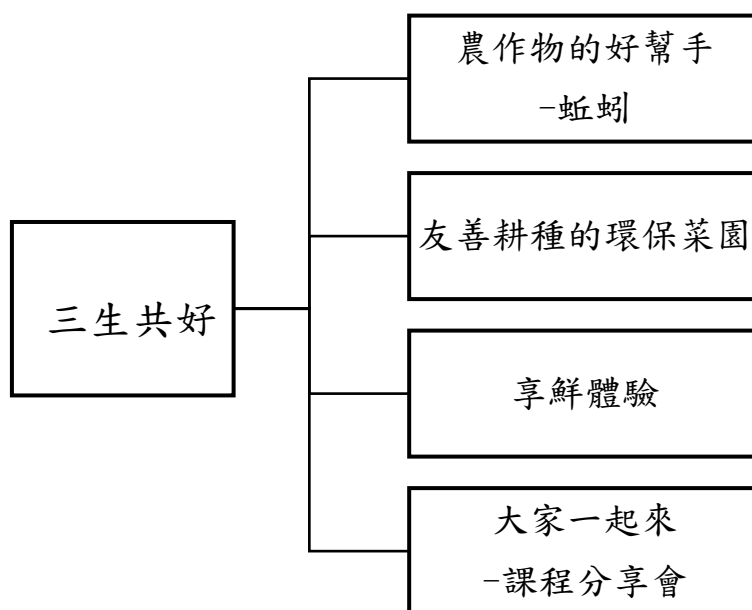 三生共好
農作物的好幫手
-蚯蚓
友善耕種的環保菜園
享鮮體驗
大家一起來
-課程分享會